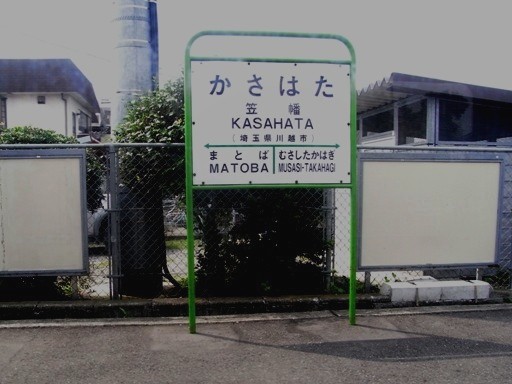 かさはた
笠幡
KASAHATA
(埼玉県川越市)
まとば むさしたかはぎ
MATOBA MUSASI-TAKAHAGI